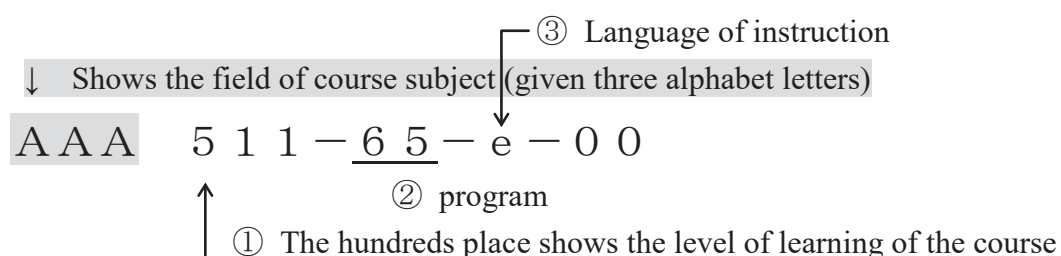 ③ Language of instruction
↓ Shows the field of course subject (given three alphabet letters)
AAA 511－65－e－00
② program
① The hundreds place shows the level of learning of the course